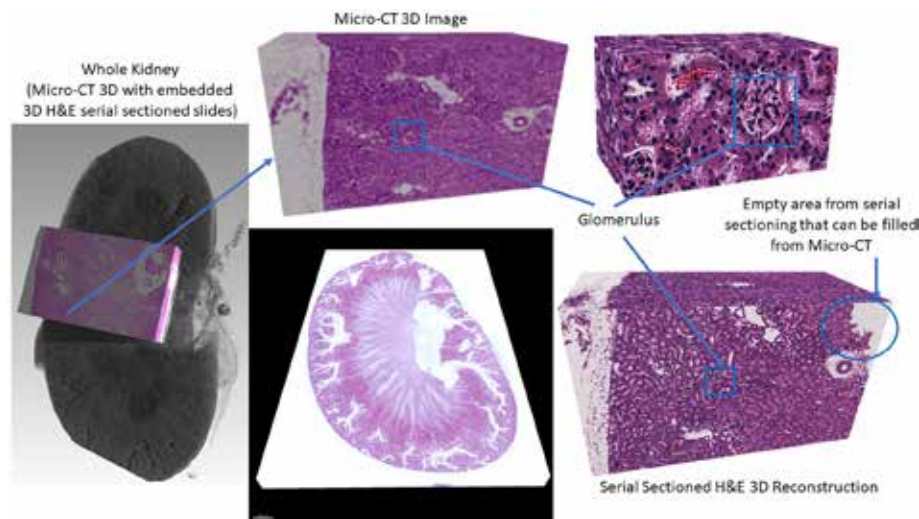 Micro-CT 3D Image
Whole Kidney
(Micro-CT 3D with embedded
3D H&E serial sectioned slides)
Glomerulus
Empty area from serial
sectioning that can be filled
from Micro-CT
Serial Sectioned H&E 3D Reconstruction